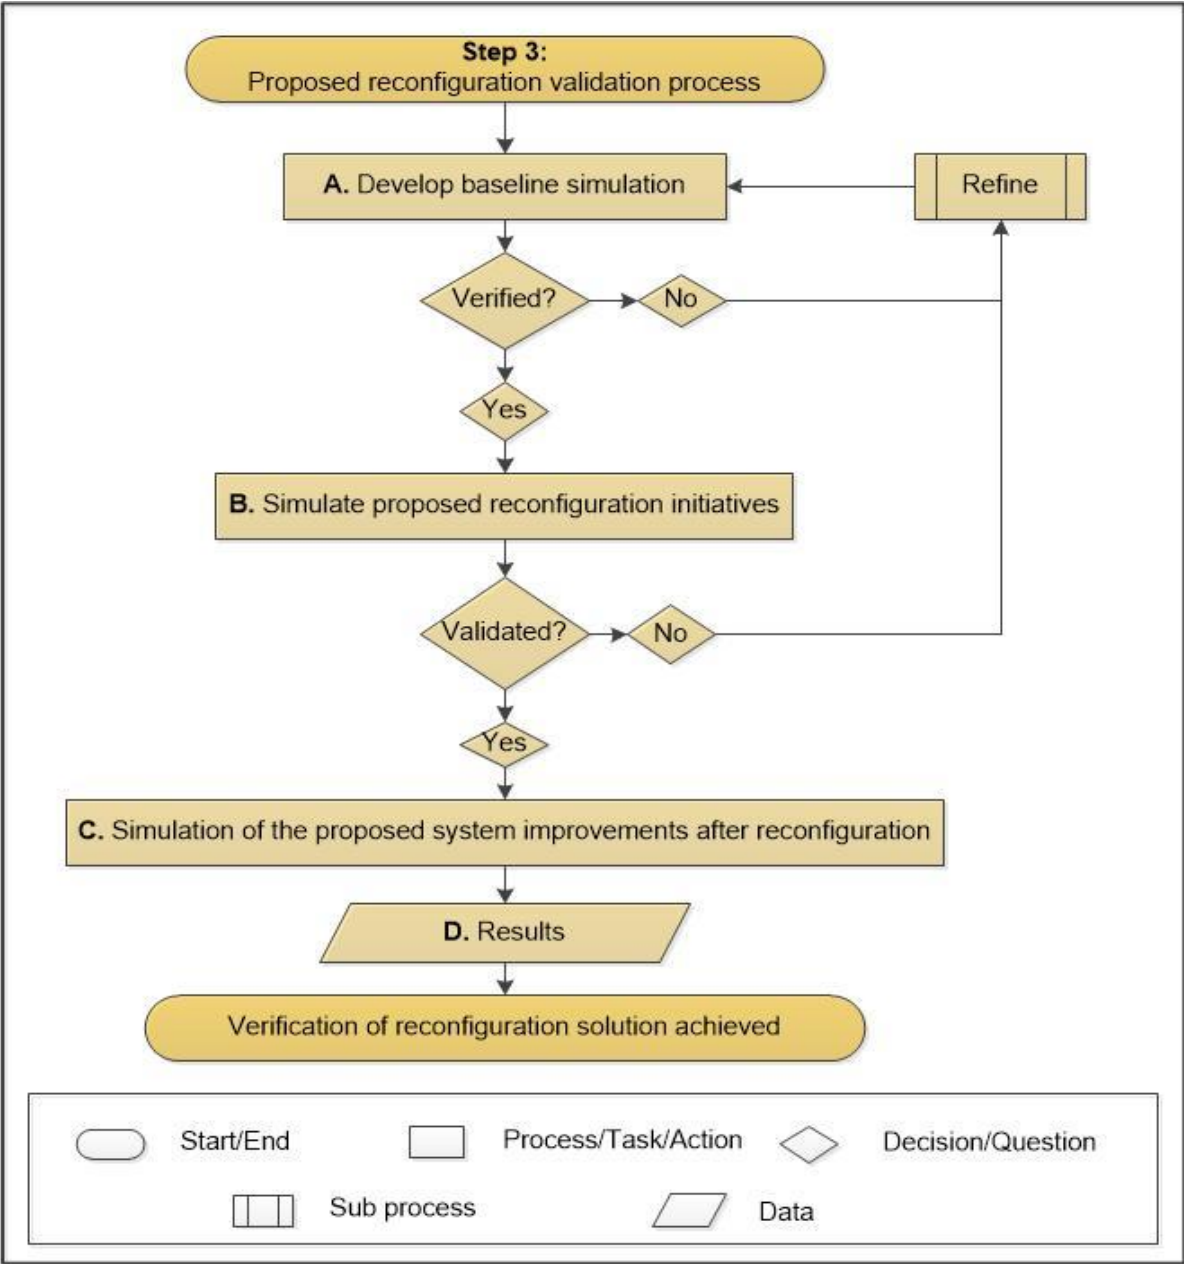 Step 3:
Proposed reconfiguration validation process
A. Develop baseline simulation
Refine
Verified?
No
Yes
B. Simulate proposed reconfiguration initiatives
Validated?
No
Yes
C. Simulation of the proposed system improvements after reconfiguration
D. Results
Verification of reconfiguration solution achieved
Start/End
Process/Task/Action
Decision/Question
Sub process
Data